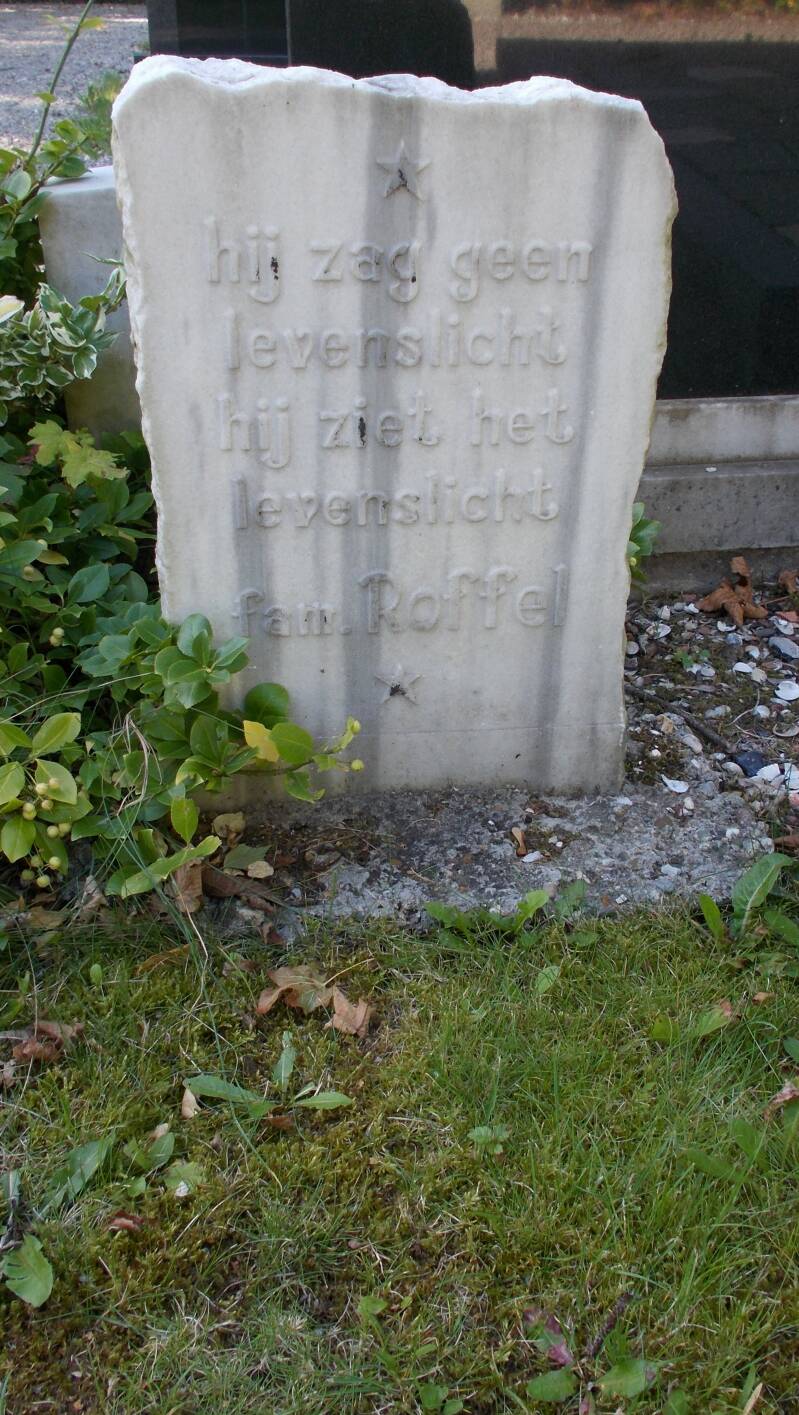 hij zag geen
levenslicht
hij ziet het
levenslicht
fam. Roffel